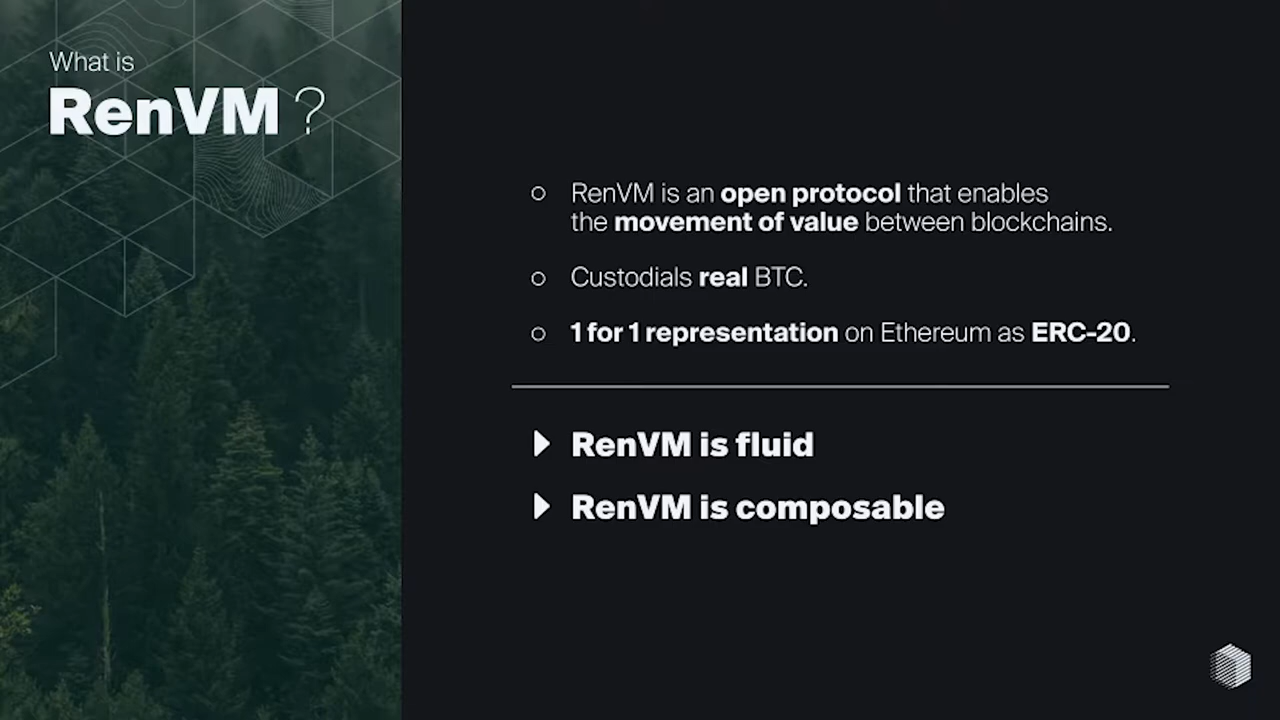 What is
RenVM ?
RenVM is an open protocol that enables
the movement of value between blockchains.
Custodials real BTC.
1 for 1 representation on Ethereum as ERC-20.
RenVM is fluid
RenVM is composable